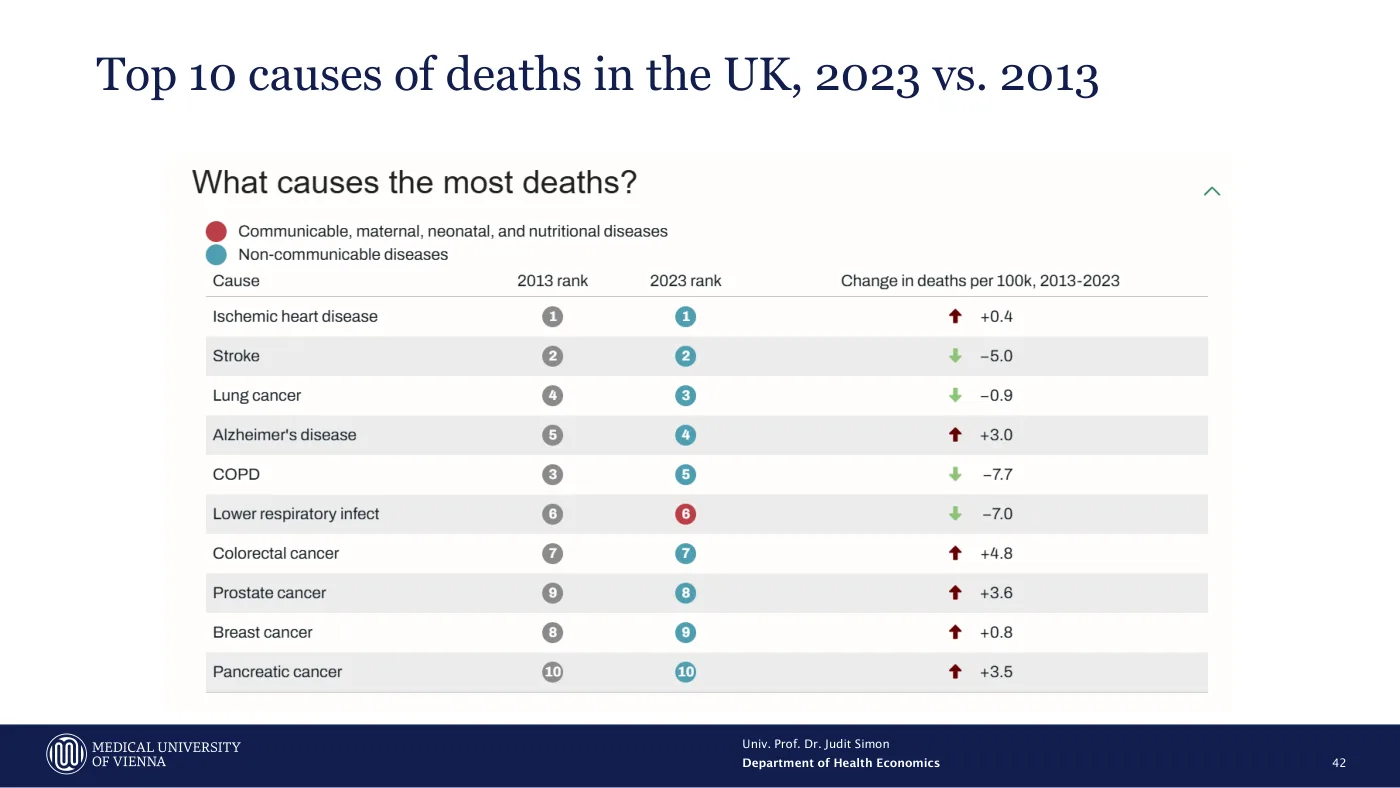 Top 10 causes of deaths in the UK, 2023 vs. 2013
What causes the most deaths?
Communicable, maternal, neonatal, and nutritional diseases
Non-communicable diseases
Cause 2013 rank 2023 rank Change in deaths per 100k, 2013-2023
Ischemic heart disease 1 1 +0.4
Stroke 2 2 –5.0
Lung cancer 4 3 –0.9
Alzheimer's disease 5 4 +3.0
COPD 3 5 –7.7
Lower respiratory infect 6 6 –7.0
Colorectal cancer 7 7 +4.8
Prostate cancer 9 8 +3.6
Breast cancer 8 9 +0.8
Pancreatic cancer 10 10 +3.5
MEDICAL UNIVERSITY
OF VIENNA
Univ. Prof. Dr. Judit Simon
Department of Health Economics
42